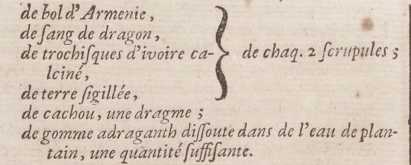 de bol d'Armenie,
de ſang de dragon,
de trochiſques d'ivoire cal- de chaq. 2 ſcrupules ;
ciné,
de terre ſigillée,
de cachou, une dragme ;
de gomme adraganth diſſoute dans de l'eau de plan-
tain, une quantité ſuffiſante.